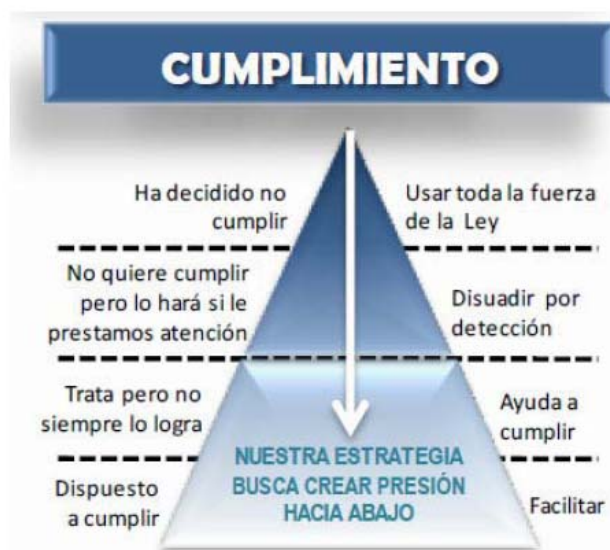 CUMPLIMIENTO
Ha decidido no
cumplir
Usar toda la fuerza
de la Ley
No quiere cumplir
pero lo hará si le
prestamos atención
Disuadir por
detección
Trata pero no
siempre lo logra
Ayuda a
cumplir
NUESTRA ESTRATEGIA
BUSCA CREAR PRESIÓN
HACIA ABAJO
Dispuesto
a cumplir
Facilitar